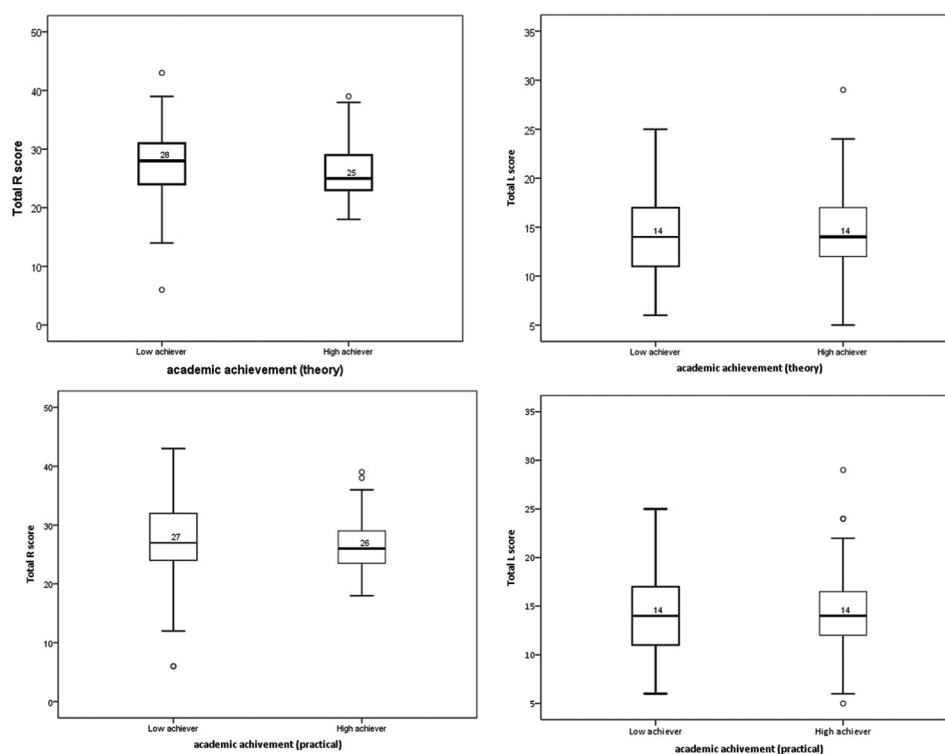 50
40
30
20
10
0
Total R score
28
25
Low achiever
High achiever
academic achievement (theory)
35
30
25
20
15
10
5
Total L score
14
14
Low achiever
High achiever
academic achievement (theory)
50
40
30
20
10
0
Total R score
27
26
Low achiever
High achiever
academic achivement (practical)
35
30
25
20
15
10
5
Total L score
14
14
Low achiever
High achiever
academic achievement (practical)